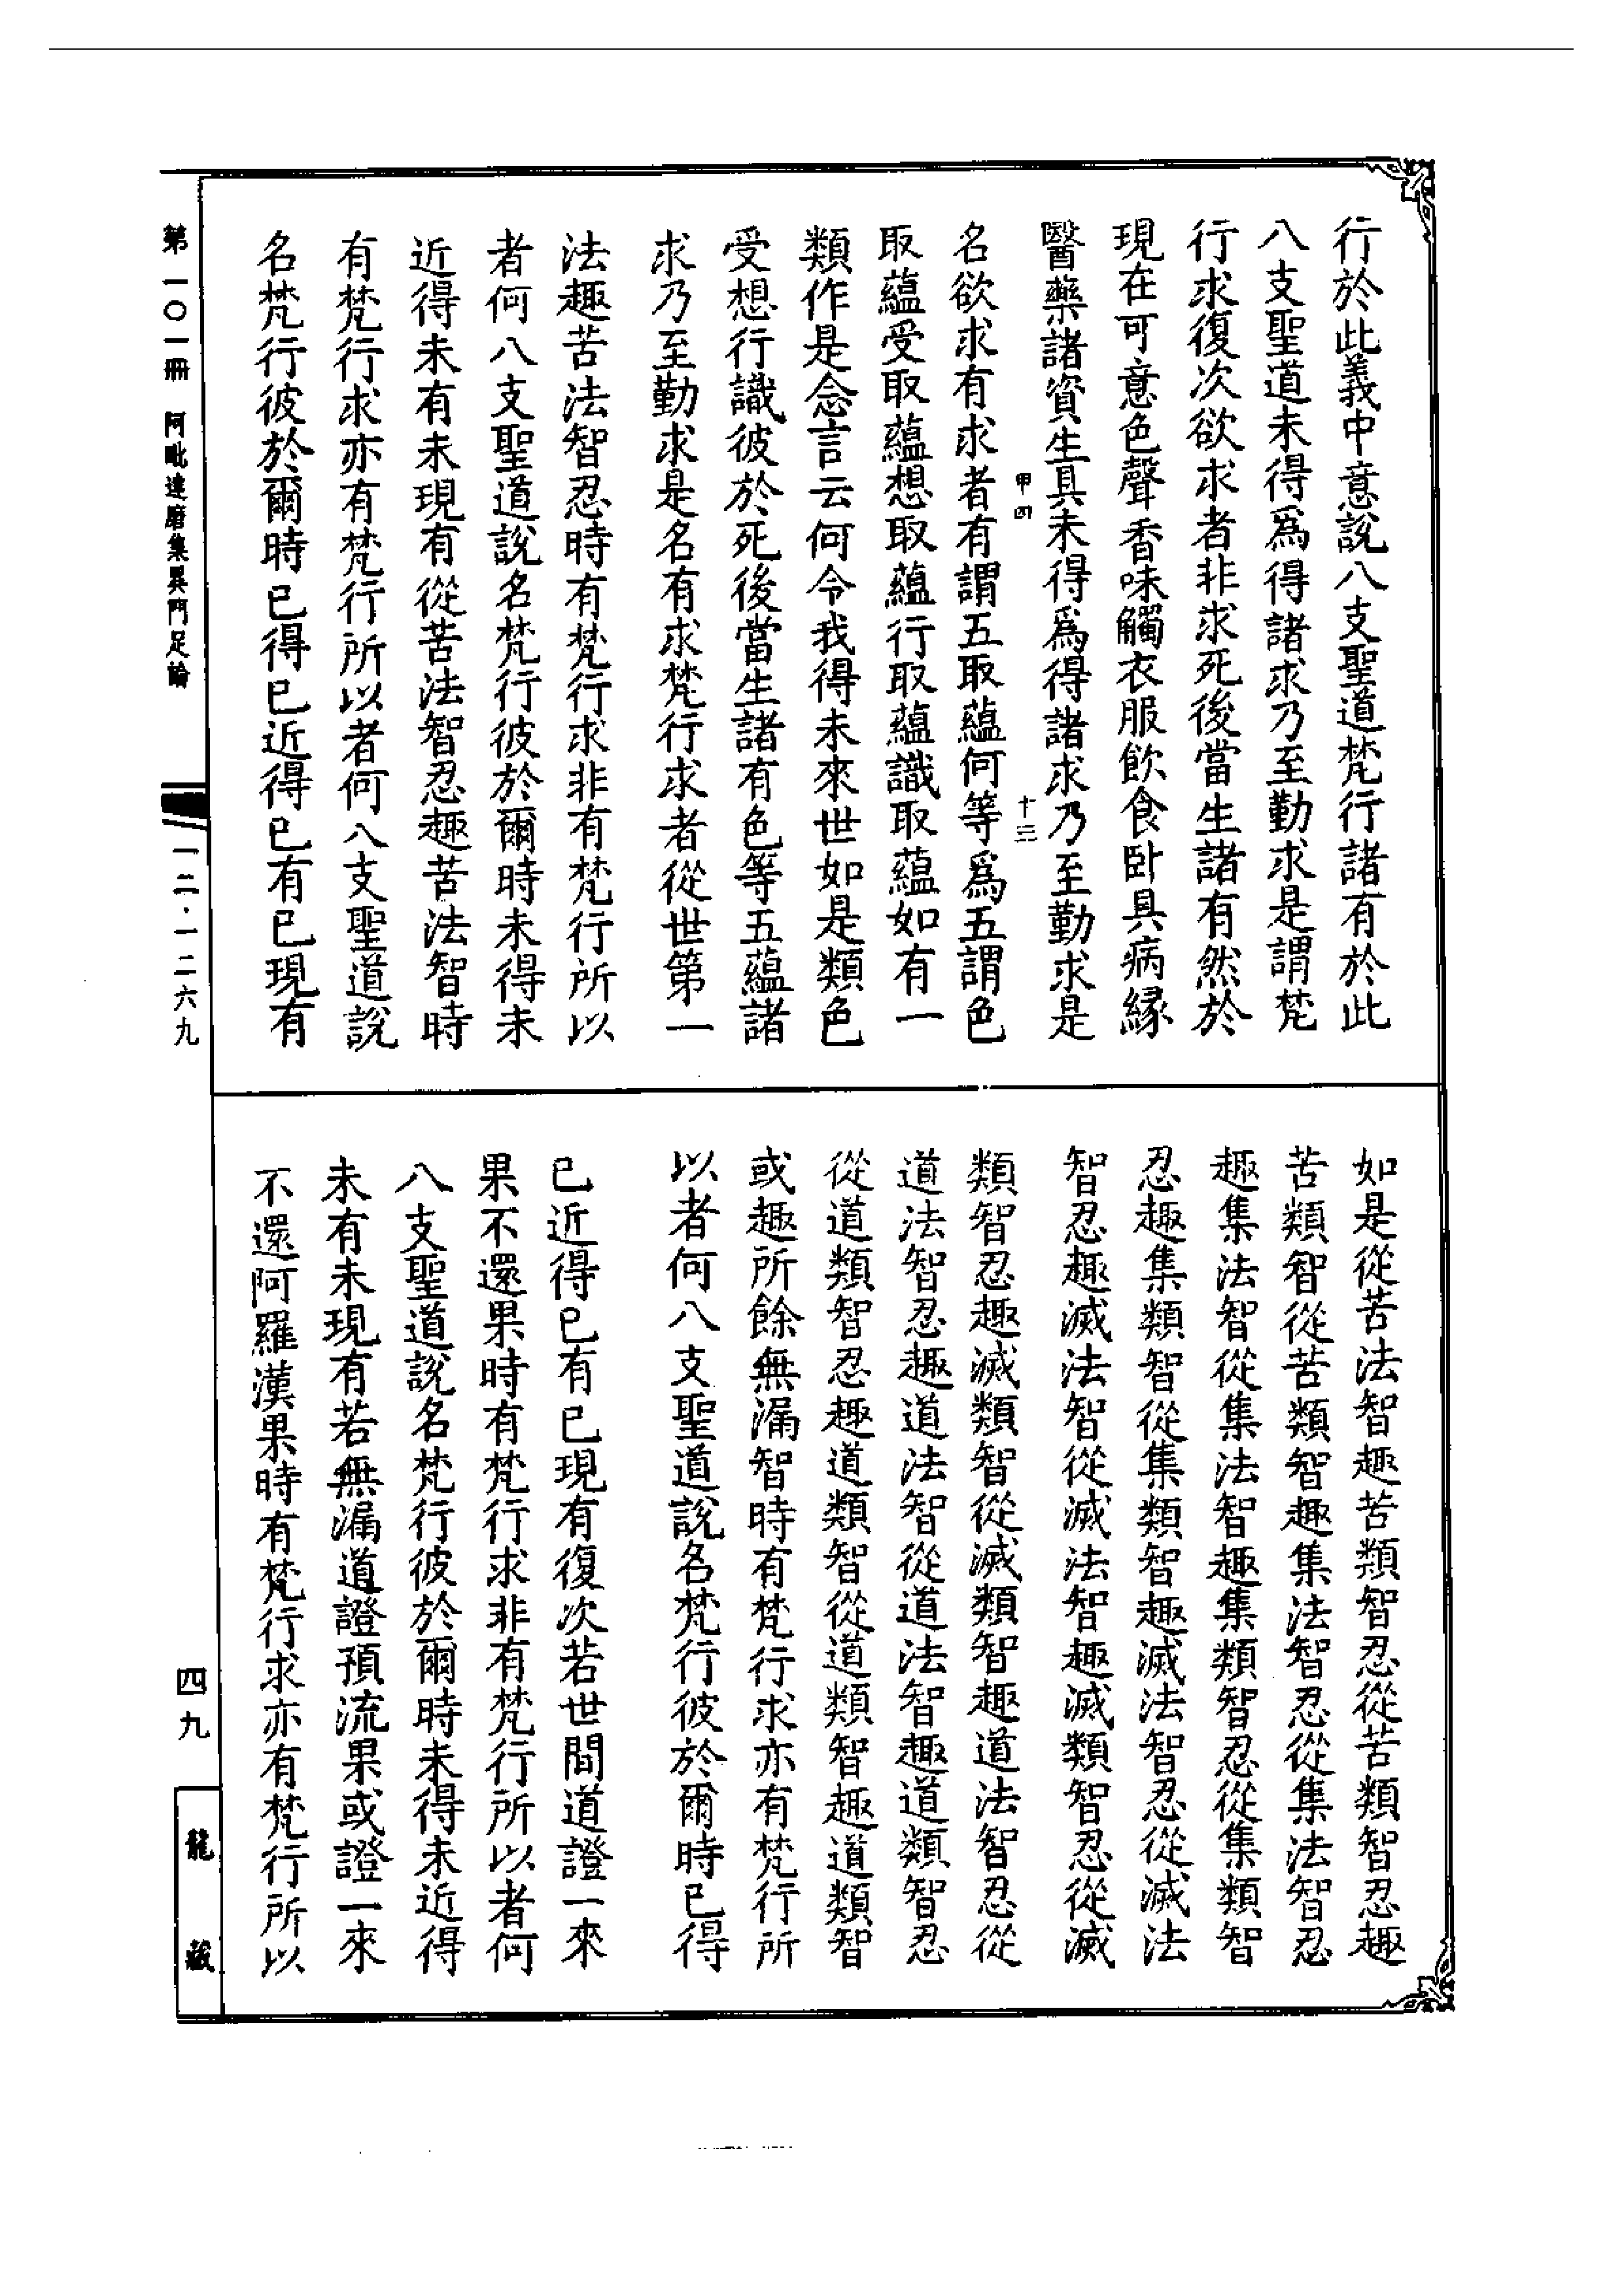 行於此義中意說八支聖道梵行諸有於此
八支聖道未得爲得諸求乃至勤求是謂梵
行求復次欲求者非求死後當生諸有然於
現在可意色聲香味觸衣服飲食卧具病緣
醫藥諸資生具未得爲得諸求乃至勤求是
甲四 十三
名欲求有求者有謂五取蘊何等爲五謂色
取蘊受取蘊想取蘊行取蘊識取蘊如有一
類作是念言云何令我得未來世如是類色
受想行識彼於死後當生諸有色等五蘊諸
求乃至勤求是名有求梵行求者從世第一
法趣苦法智忍時有梵行求非有梵行所以
者何八支聖道說名梵行彼於爾時未得未
近得未有未現有從苦法智忍趣苦法智時
有梵行求亦有梵行所以者何八支聖道說
名梵行彼於爾時已得已近得已有已現有
如是從苦法智趣苦類智忍從苦類智忍趣
苦類智從苦類智趣集法智忍從集法智忍
趣集法智從集法智趣集類智忍從集類智
忍趣集類智從集類智趣滅法智忍從滅法
智忍趣滅法智從滅法智趣滅類智忍從滅
類智忍趣滅類智從滅類智趣道法智忍從
道法智忍趣道法智從道法智趣道類智忍
從道類智忍趣道類智從道類智趣道類智
或趣所餘無漏智時有梵行求亦有梵行所
以者何八支聖道說名梵行彼於爾時已得
已近得已有已現有復次若世間道證一來
果不還果時有梵行求非有梵行所以者何
八支聖道說名梵行彼於爾時未得未近得
未有未現有若無漏道證預流果或證一來
不還阿羅漢果時有梵行求亦有梵行所以
第一〇一冊 阿毗達磨集異門足論
一二·一二六九
四九
龍藏